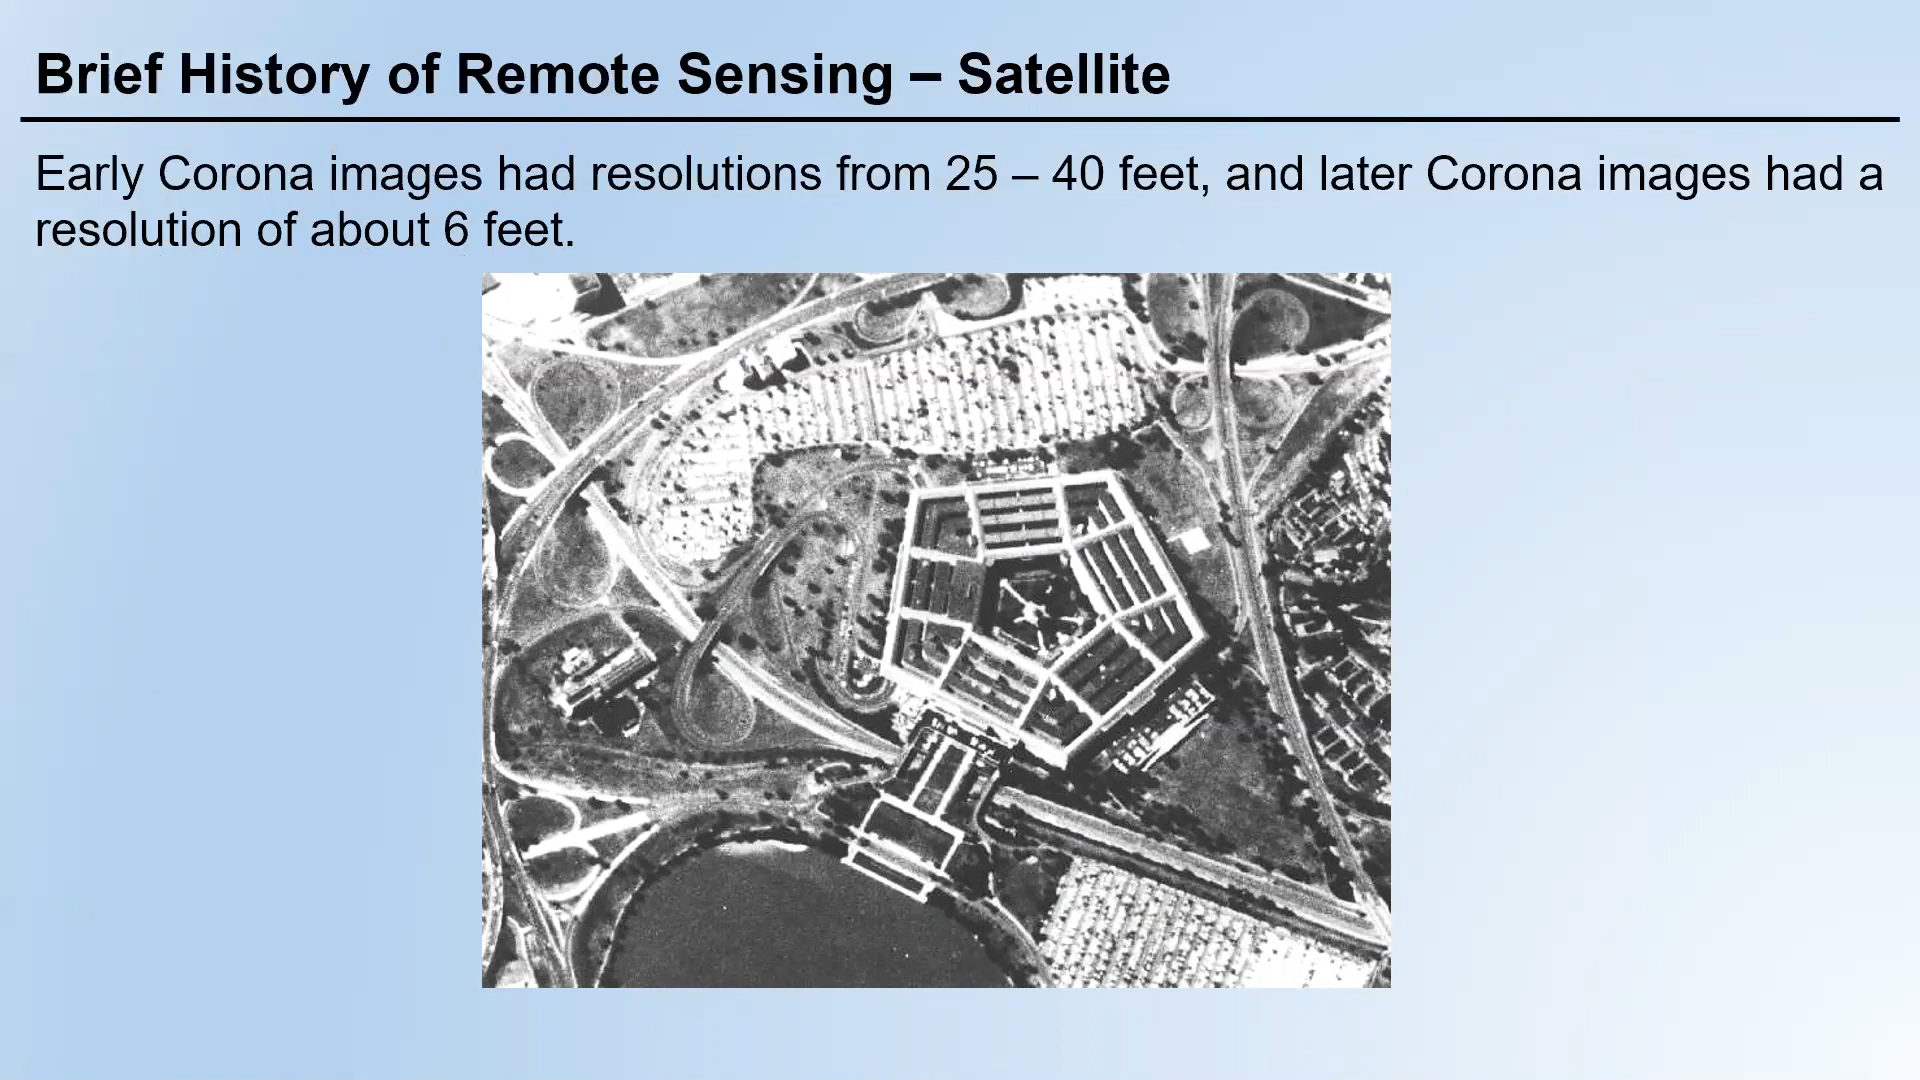 Brief History of Remote Sensing – Satellite
Early Corona images had resolutions from 25 – 40 feet, and later Corona images had a
resolution of about 6 feet.